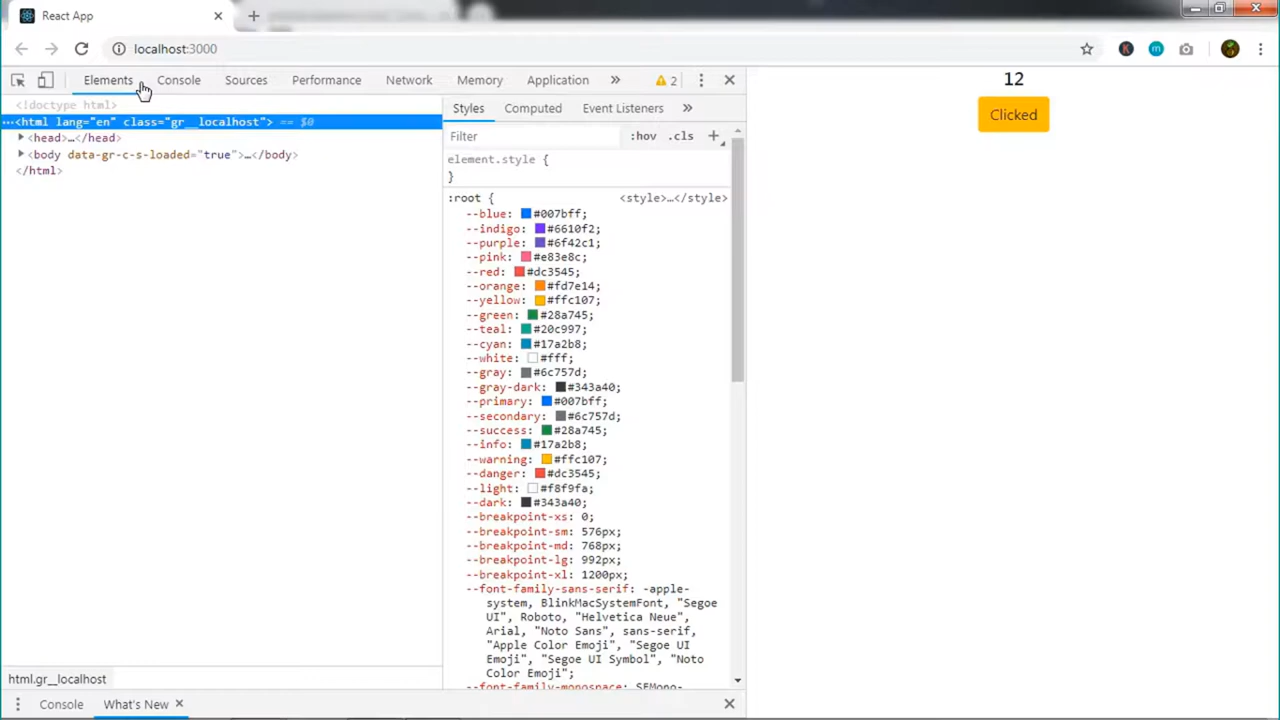 React App
localhost:3000
Elements Console Sources Performance Network Memory Application » 2
12
Clicked
<!doctype html>
<html lang="en" class="gr__localhost"> == $0
<head>…</head>
<body data-gr-c-s-loaded="true">…</body>
</html>
Styles Computed Event Listeners »
Filter :hov .cls +
element.style {
}
:root { <style>…</style>
--blue: #007bff;
--indigo: #6610f2;
--purple: #6f42c1;
--pink: #e83e8c;
--red: #dc3545;
--orange: #fd7e14;
--yellow: #ffc107;
--green: #28a745;
--teal: #20c997;
--cyan: #17a2b8;
--white: #fff;
--gray: #6c757d;
--gray-dark: #343a40;
--primary: #007bff;
--secondary: #6c757d;
--success: #28a745;
--info: #17a2b8;
--warning: #ffc107;
--danger: #dc3545;
--light: #f8f9fa;
--dark: #343a40;
--breakpoint-xs: 0;
--breakpoint-sm: 576px;
--breakpoint-md: 768px;
--breakpoint-lg: 992px;
--breakpoint-xl: 1200px;
--font-family-sans-serif: -apple-
system, BlinkMacSystemFont, "Segoe
UI", Roboto, "Helvetica Neue",
Arial, "Noto Sans", sans-serif,
"Apple Color Emoji", "Segoe UI
Emoji", "Segoe UI Symbol", "Noto
Color Emoji";
--font-family-monospace: SFMono-
html.gr__localhost
Console What's New